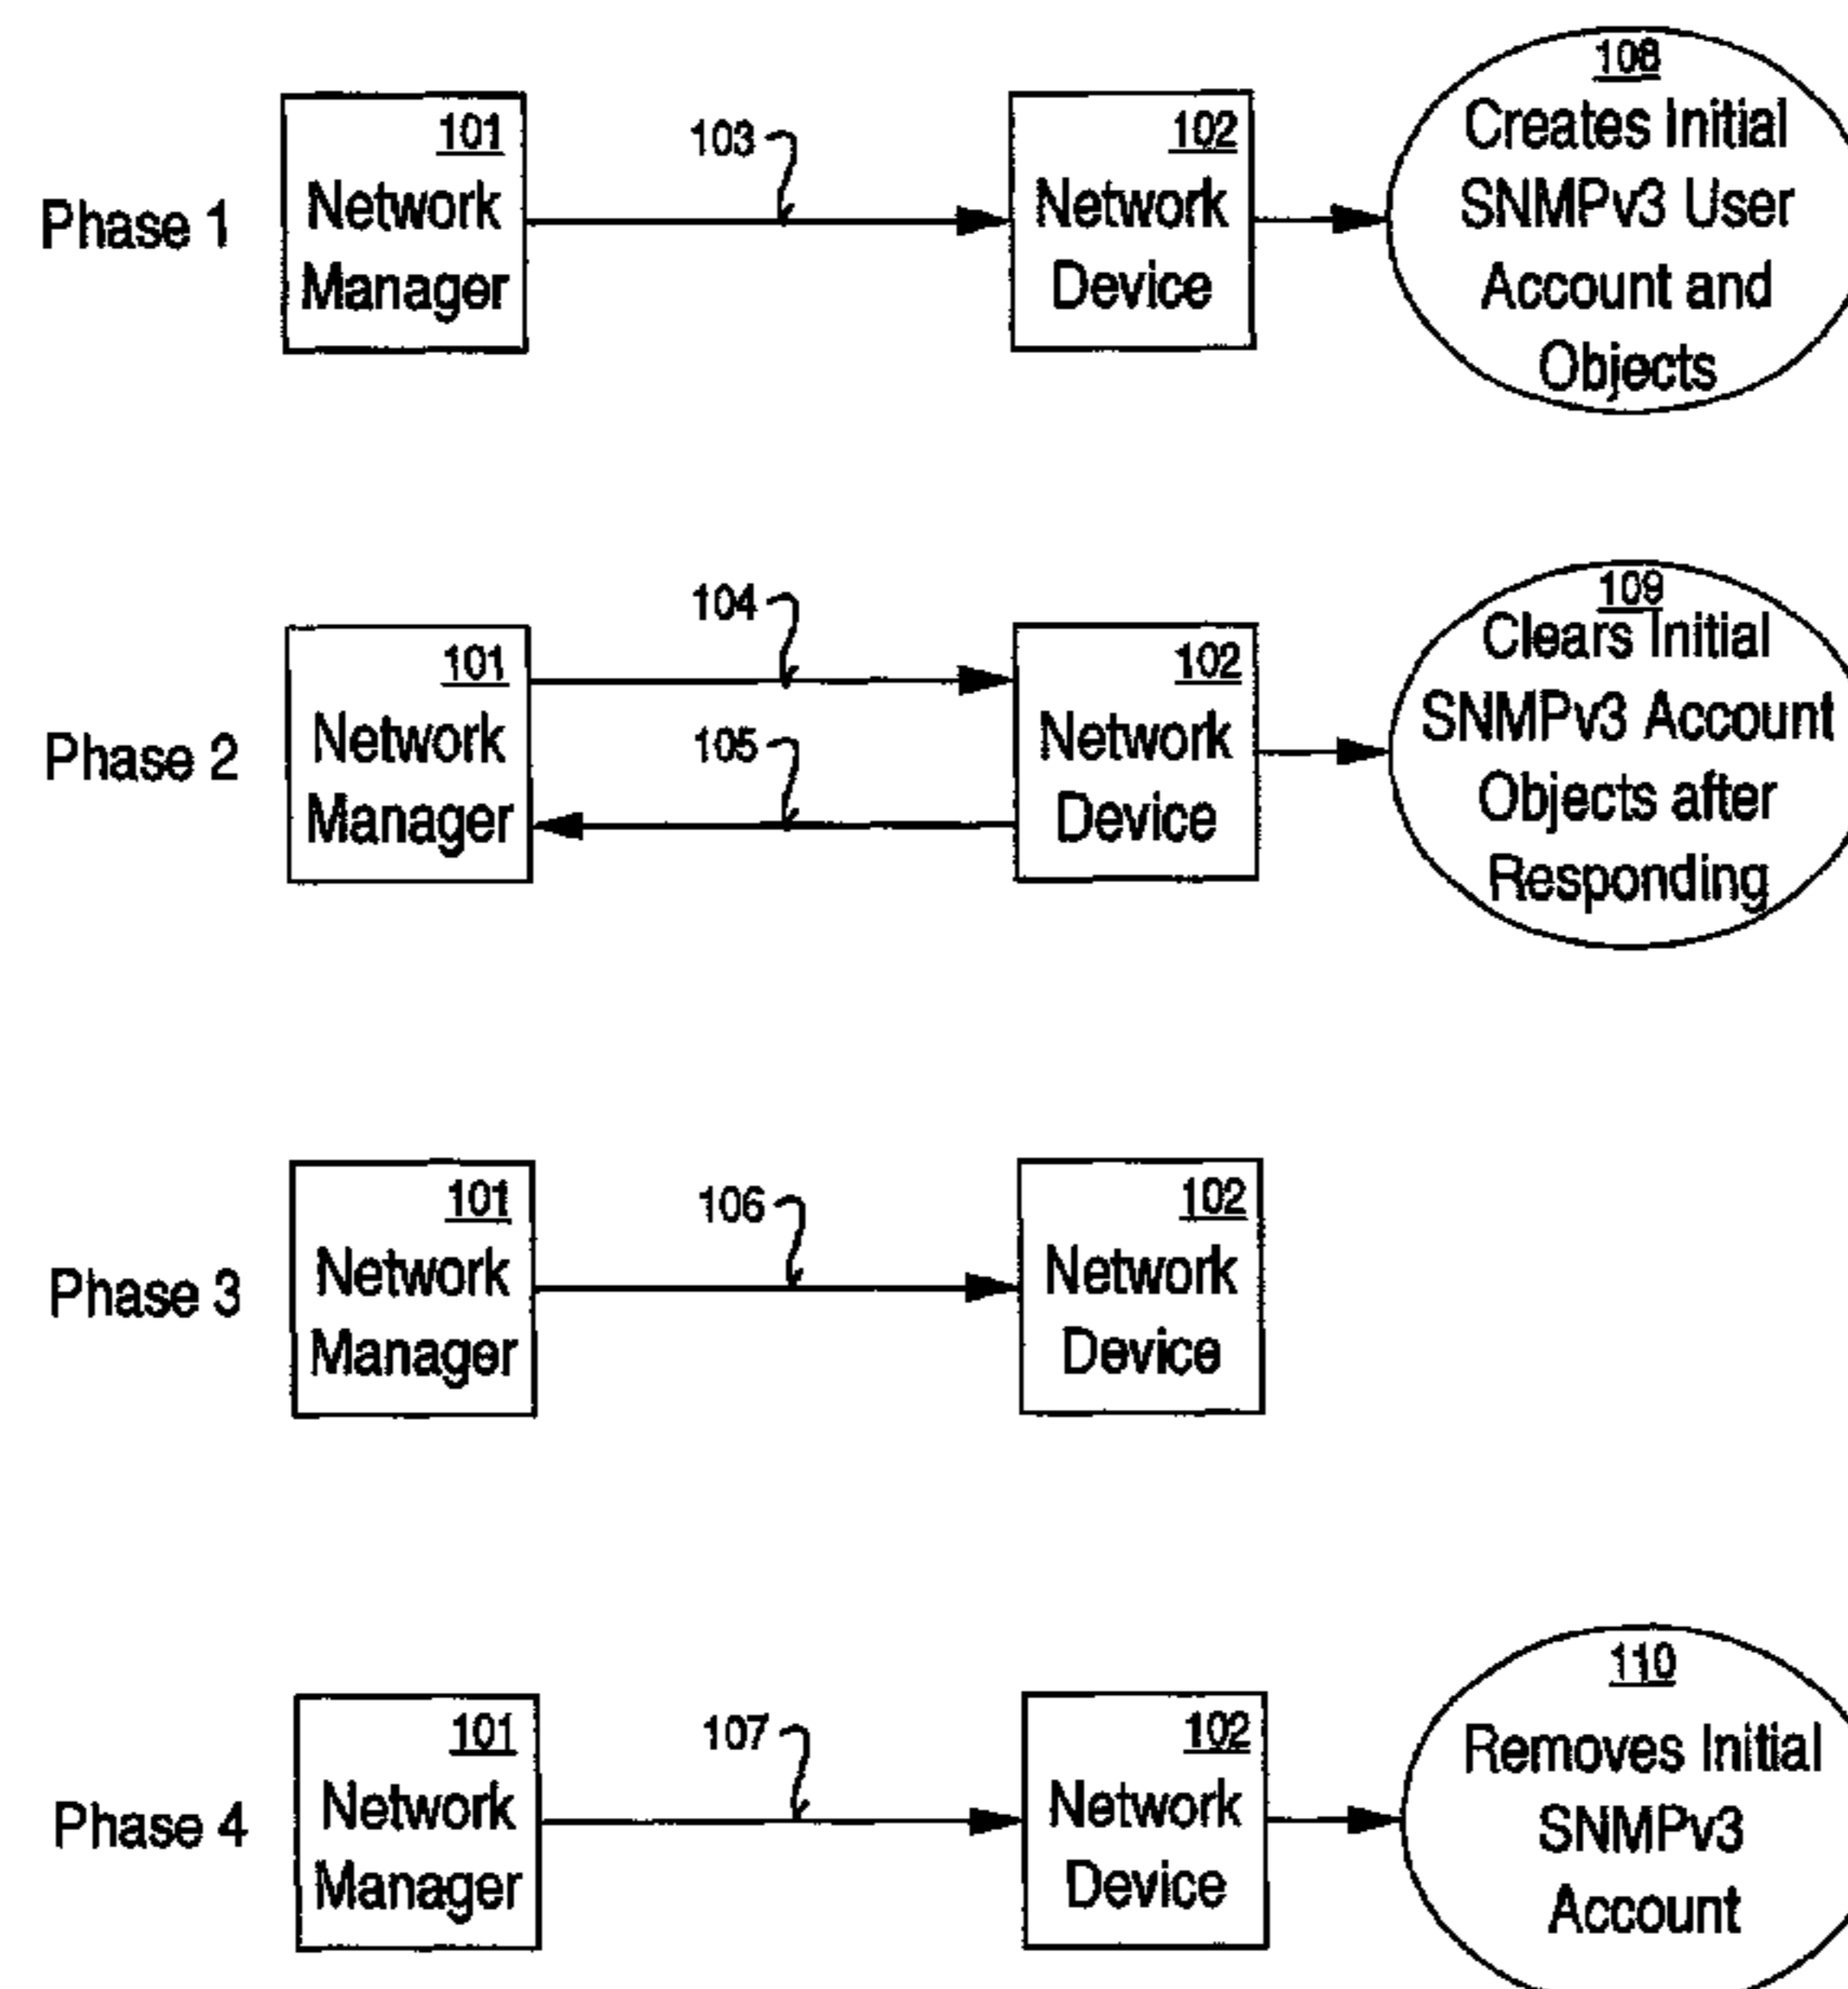 Phase 1
101
Network
Manager
103
102
Network
Device
108
Creates Initial
SNMPv3 User
Account and
Objects
Phase 2
101
Network
Manager
104
105
102
Network
Device
109
Clears Initial
SNMPv3 Account
Objects after
Responding
Phase 3
101
Network
Manager
106
102
Network
Device
Phase 4
101
Network
Manager
107
102
Network
Device
110
Removes Initial
SNMPv3
Account